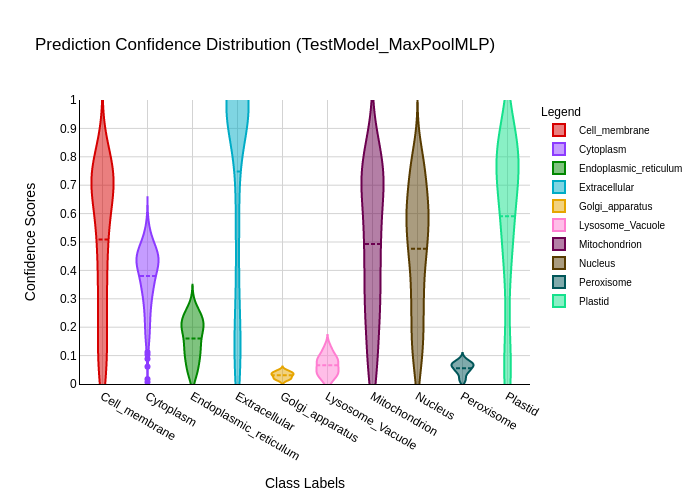 Prediction Confidence Distribution (TestModel_MaxPoolMLP)
Legend
Cell_membrane
Cytoplasm
Endoplasmic_reticulum
Extracellular
Golgi_apparatus
Lysosome_Vacuole
Mitochondrion
Nucleus
Peroxisome
Plastid
Confidence Scores
1
0.9
0.8
0.7
0.6
0.5
0.4
0.3
0.2
0.1
0
Cell_membrane
Cytoplasm
Endoplasmic_reticulum
Extracellular
Golgi_apparatus
Lysosome_Vacuole
Mitochondrion
Nucleus
Peroxisome
Plastid
Class Labels